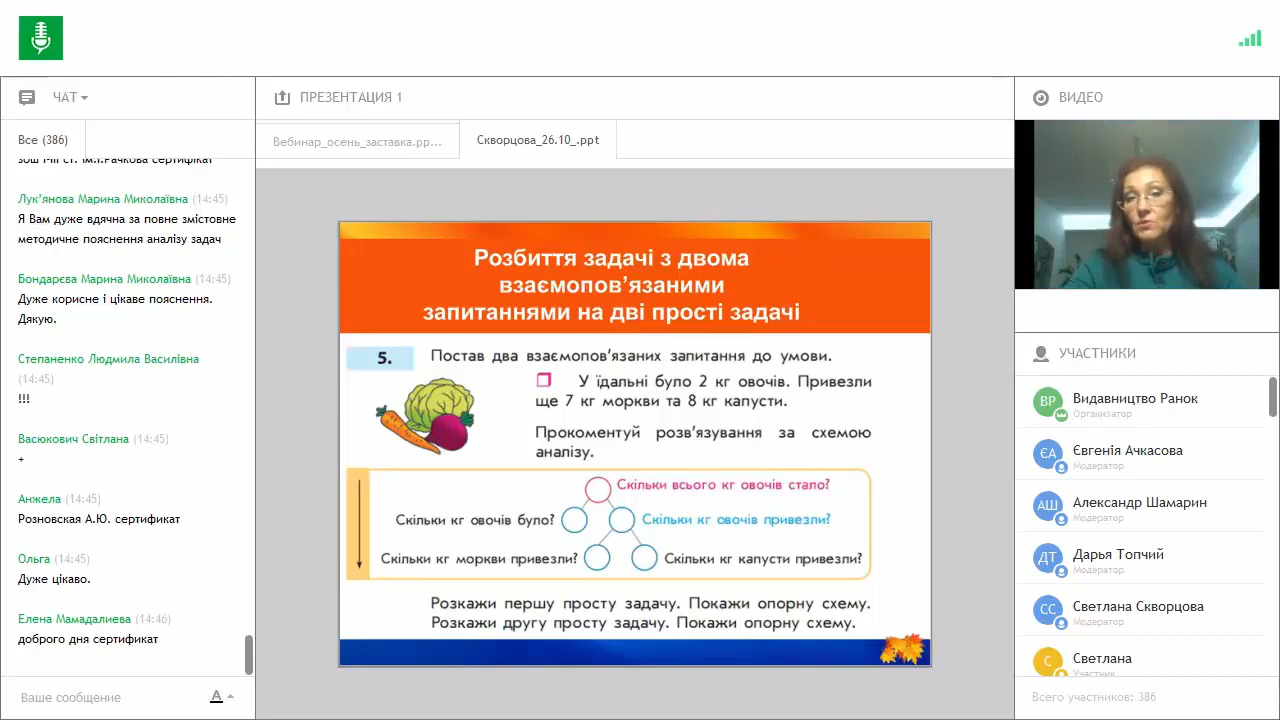 ЧАТ
Все (386)
зош І-ІІІ ст. ім.І.Рачкова сертифікат
Лук’янова Марина Миколаївна (14:45)
Я Вам дуже вдячна за повне змістовне
методичне пояснення аналізу задач
Бондарєва Марина Миколаївна (14:45)
Дуже корисне і цікаве пояснення.
Дякую.
Степаненко Людмила Василівна
(14:45)
!!!
Васюкович Світлана (14:45)
+
Анжела (14:45)
Розновская А.Ю. сертификат
Ольга (14:45)
Дуже цікаво.
Елена Мамадалиева (14:46)
доброго дня сертификат
Ваше сообщение
А
ПРЕЗЕНТАЦИЯ 1
Вебинар_осень_заставка.pp...
Скворцова_26.10_.ppt
Розбиття задачі з двома
взаємопов’язаними
запитаннями на дві прості задачі
5.
Постав два взаємопов’язаних запитання до умови.
У їдальні було 2 кг овочів. Привезли
ще 7 кг моркви та 8 кг капусти.
Прокоментуй розв’язування за схемою
аналізу.
Скільки всього кг овочів стало?
Скільки кг овочів було?
Скільки кг овочів привезли?
Скільки кг моркви привезли?
Скільки кг капусти привезли?
Розкажи першу просту задачу. Покажи опорну схему.
Розкажи другу просту задачу. Покажи опорну схему.
ВИДЕО
УЧАСТНИКИ
ВР
Видавництво Ранок
Организатор
ЄА
Євгенія Ачкасова
Модератор
АШ
Александр Шамарин
Модератор
ДТ
Дарья Топчий
Модератор
СС
Светлана Скворцова
Модератор
С
Светлана
Участник
Всего участников: 386